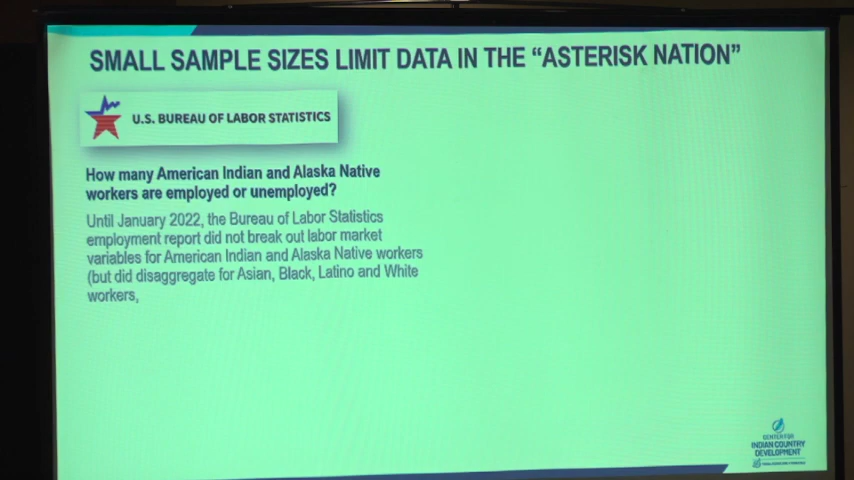 SMALL SAMPLE SIZES LIMIT DATA IN THE “ASTERISK NATION”
U.S. BUREAU OF LABOR STATISTICS
How many American Indian and Alaska Native
workers are employed or unemployed?
Until January 2022, the Bureau of Labor Statistics
employment report did not break out labor market
variables for American Indian and Alaska Native workers
(but did disaggregate for Asian, Black, Latino and White
workers,
CENTER FOR
INDIAN COUNTRY
DEVELOPMENT